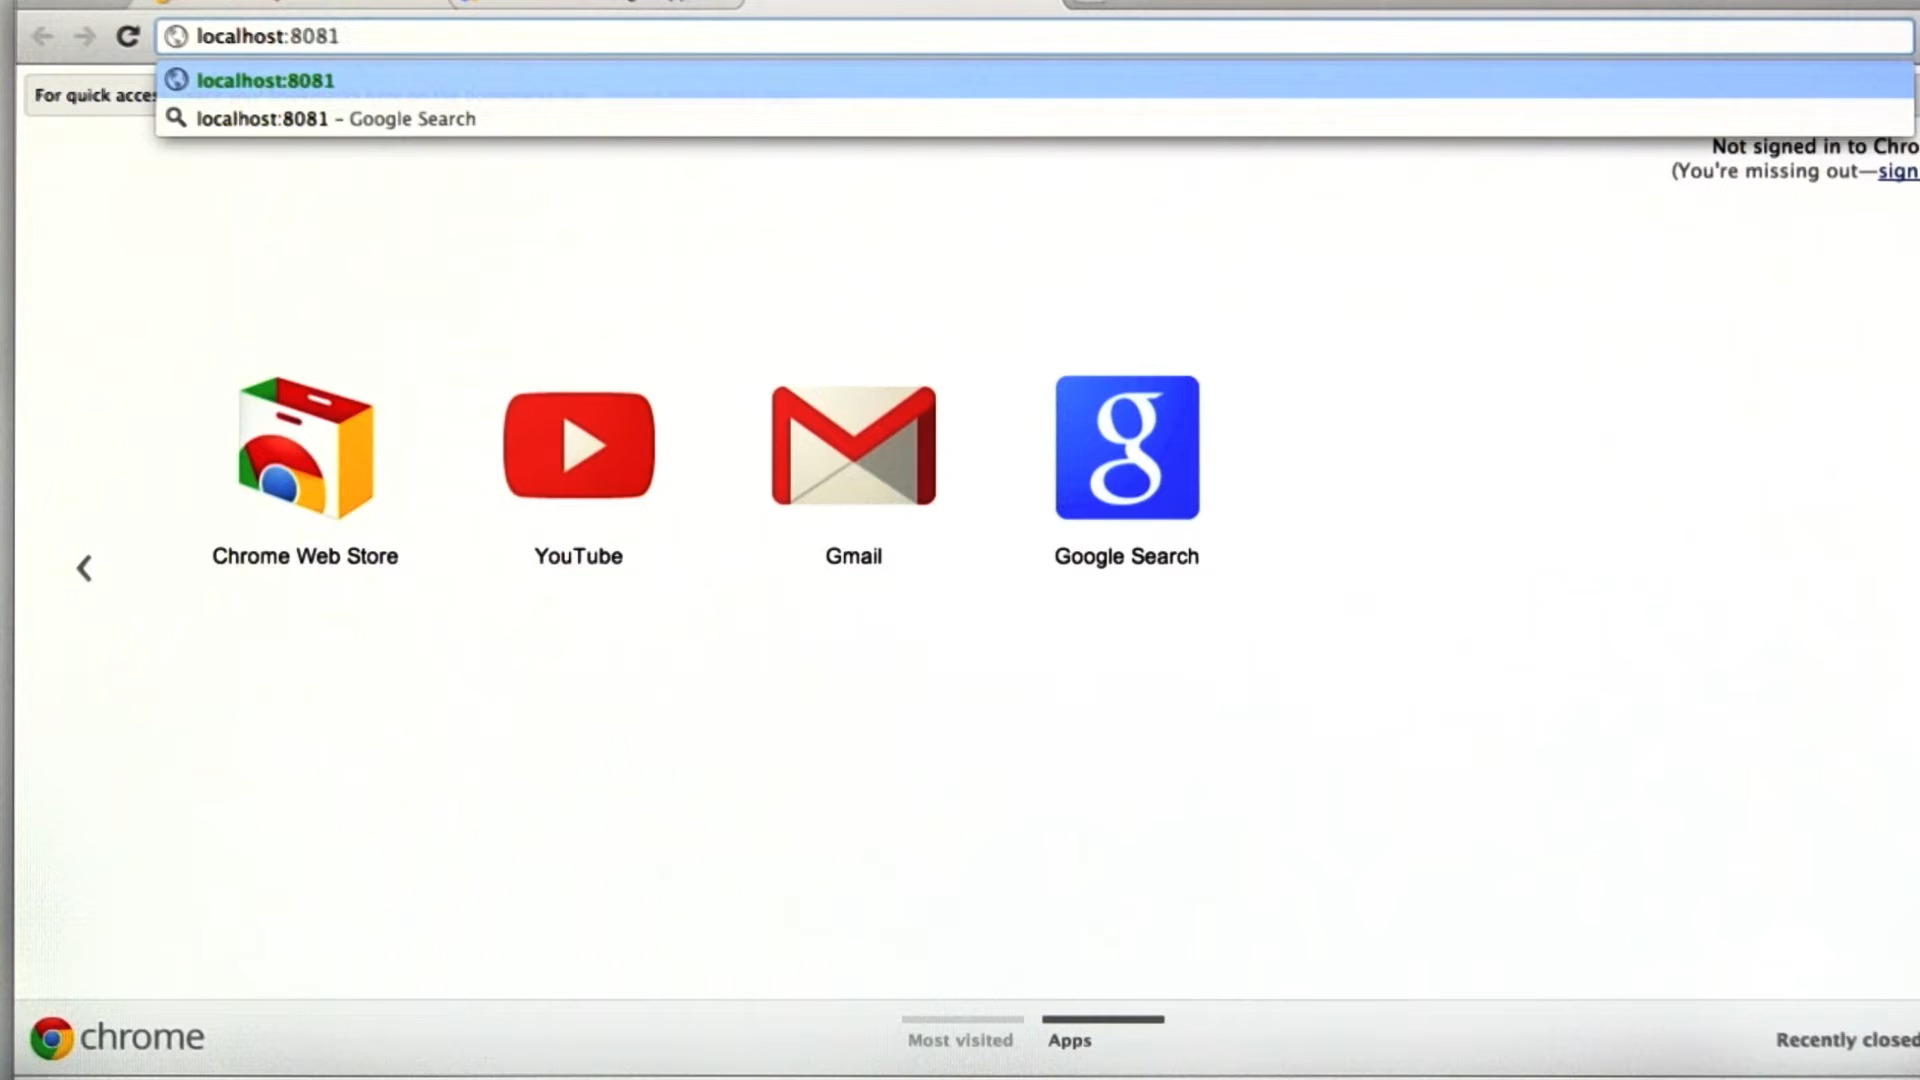 localhost:8081
localhost:8081
localhost:8081 – Google Search
For quick acces
Not signed in to Chro
(You're missing out—sign
Chrome Web Store
YouTube
Gmail
Google Search
chrome
Most visited
Apps
Recently closed